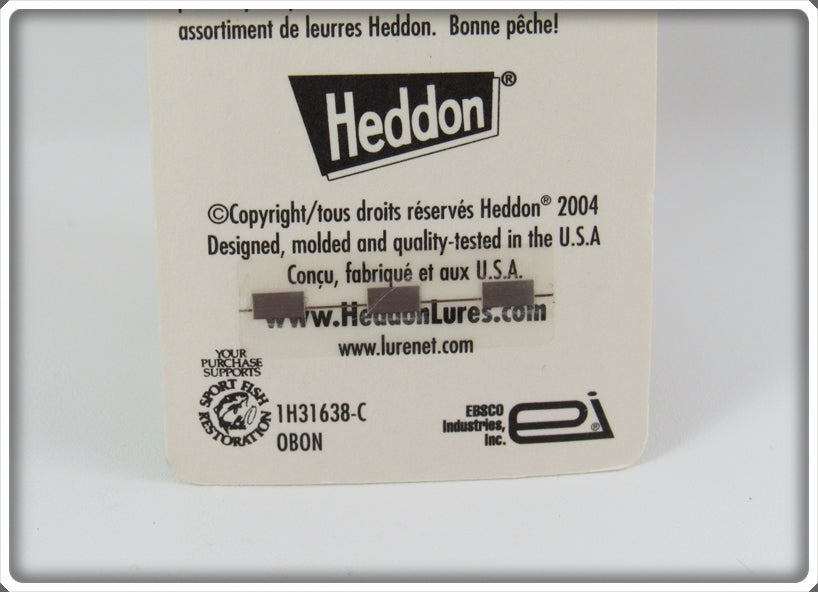 assortiment de leurres Heddon. Bonne pêche!
Heddon®
©Copyright/tous droits réservés Heddon® 2004
Designed, molded and quality-tested in the U.S.A
Conçu, fabriqué et aux U.S.A.
www.HeddonLures.com
www.lurenet.com
YOUR
PURCHASE
SUPPORTS
SPORT FISH
RESTORATION
1H31638-C
OBON
EBSCO
Industries,
Inc.
ei®